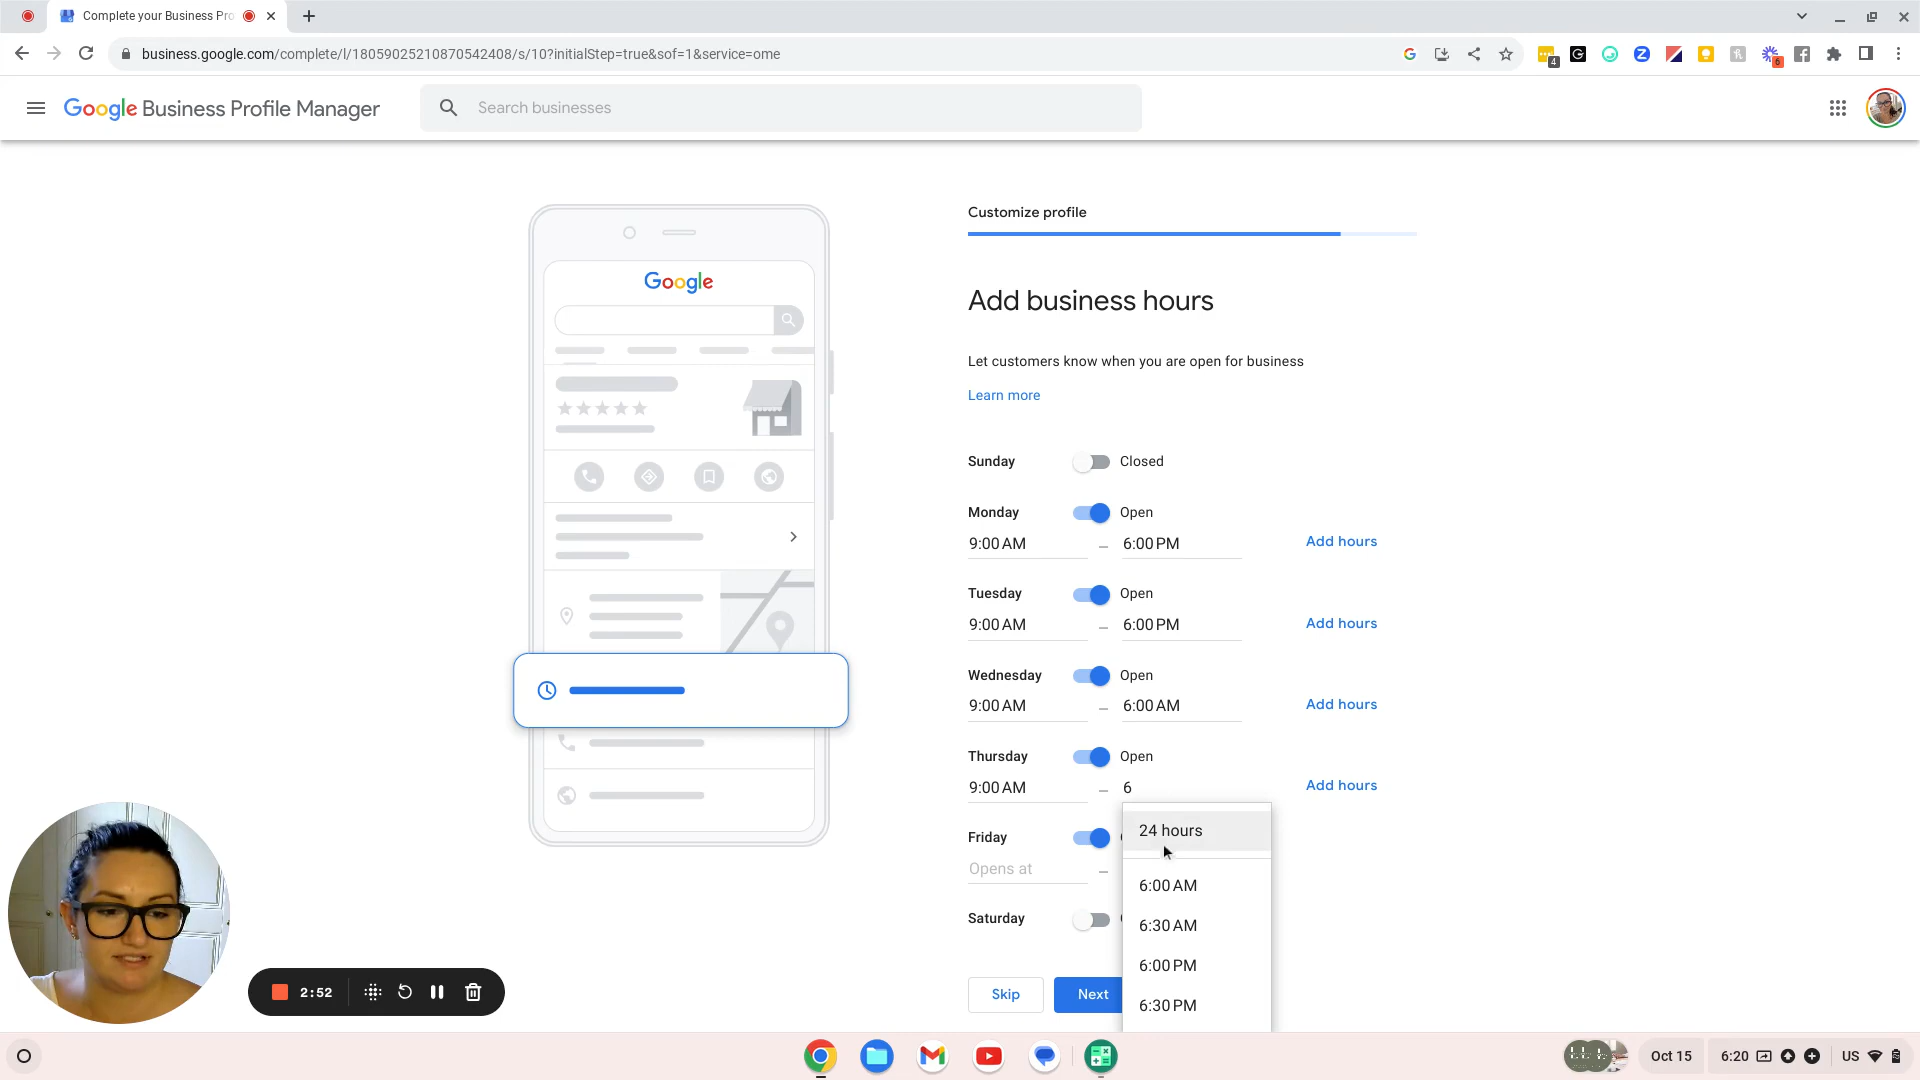 Complete your Business Pro
business.google.com/complete/l/18059025210870542408/s/10?initialStep=true&sof=1&service=ome
4
6
Google Business Profile Manager
Search businesses
Google
Customize profile
Add business hours
Let customers know when you are open for business
Learn more
Sunday Closed
Monday Open
9:00 AM – 6:00 PM Add hours
Tuesday Open
9:00 AM – 6:00 PM Add hours
Wednesday Open
9:00 AM – 6:00 AM Add hours
Thursday Open
9:00 AM – 6 Add hours
24 hours
6:00 AM
6:30 AM
6:00 PM
6:30 PM
Friday
Opens at –
Saturday
Skip Next
2:52
Oct 15 6:20 US